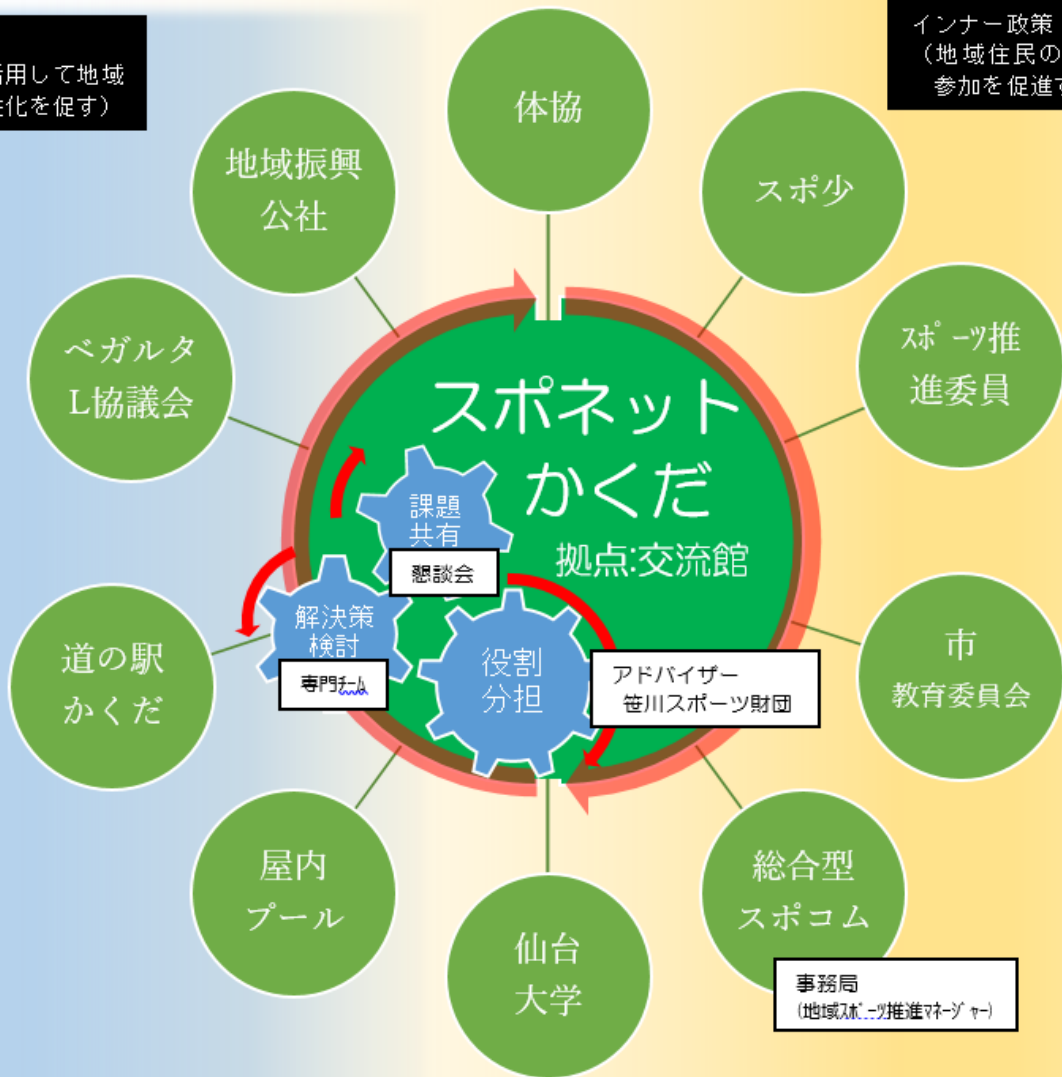 活用して地域
性化を促す）
インナー政策
（地域住民の
参加を促進す
体協
地域振興
公社
スポ少
ベガルタ
L協議会
ｽﾎﾟｰﾂ推
進委員
スポネット
かくだ
拠点:交流館
課題
共有
懇談会
解決策
検討
専門ﾁｰﾑ
役割
分担
アドバイザー
笹川スポーツ財団
道の駅
かくだ
市
教育委員会
屋内
プール
仙台
大学
総合型
スポコム
事務局
(地域ｽﾎﾟｰﾂ推進ﾏﾈｰｼﾞｬｰ)